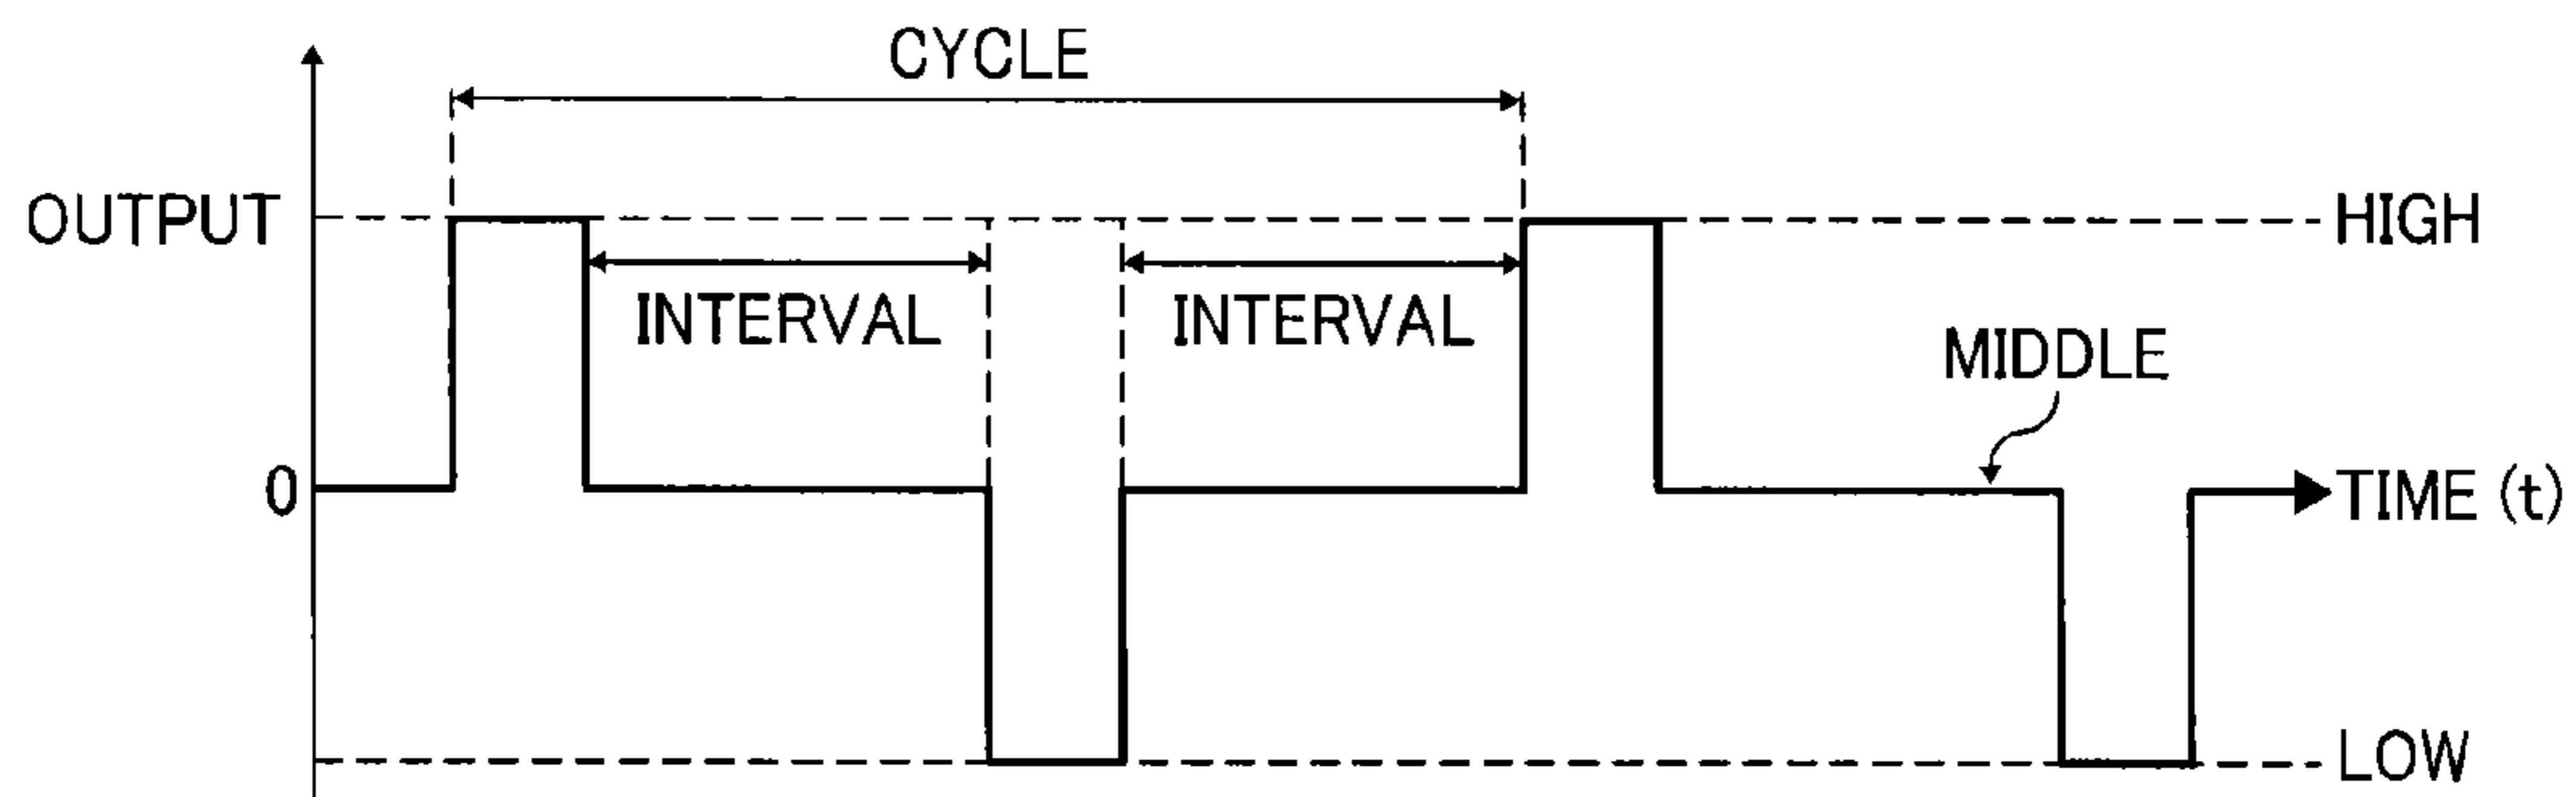 CYCLE
OUTPUT
HIGH
INTERVAL
INTERVAL
MIDDLE
0
TIME (t)
LOW